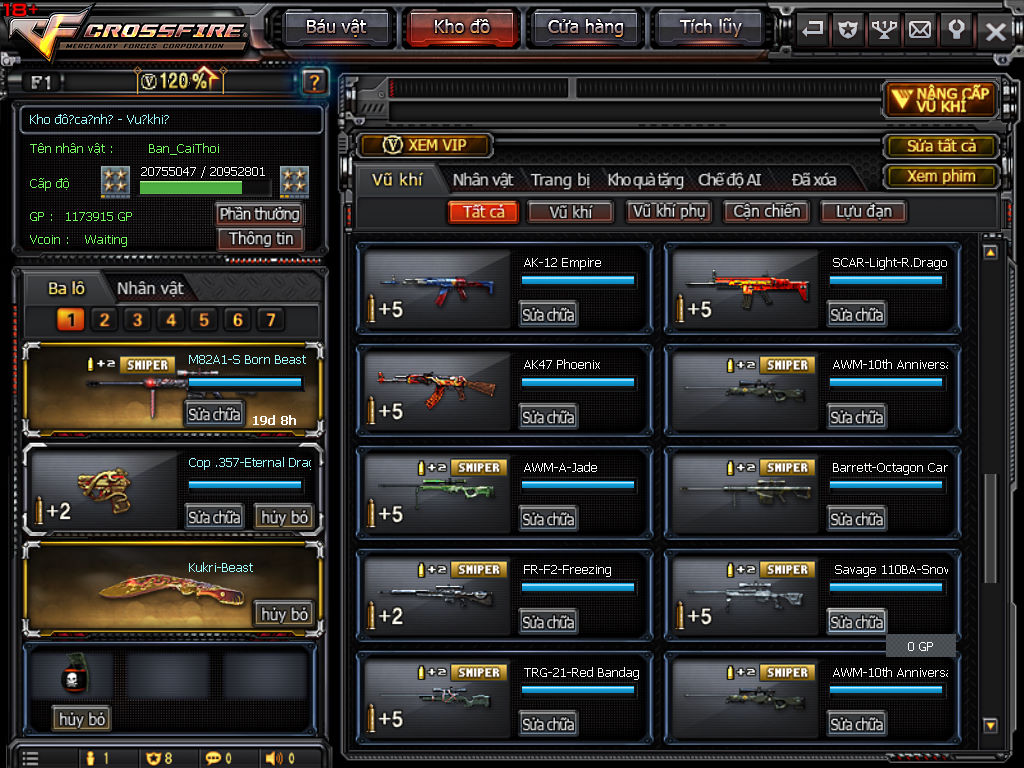 18+
CROSSFIRE
MERCENARY FORCES CORPORATION
Báu vật
Kho đồ
Cửa hàng
Tích lũy
F1
V 120 %
?
NÂNG CẤP
VŨ KHÍ
Kho đô?ca?nh? - Vu?khi?
Tên nhân vật : Ban_CaiThoi
Cấp độ
20755047 / 20952801
GP : 1173915 GP
Phần thưởng
Vcoin : Waiting
Thông tin
V XEM VIP
Sửa tất cả
Xem phim
Vũ khí
Nhân vật
Trang bị
Kho quà tặng
Chế độ AI
Đã xóa
Tất cả
Vũ khí
Vũ khí phụ
Cận chiến
Lựu đạn
Ba lô
Nhân vật
1 2 3 4 5 6 7
+2 SNIPER
M82A1-S Born Beast
Sửa chữa
19d 8h
Cop .357-Eternal Drag
+2
Sửa chữa
hủy bỏ
Kukri-Beast
hủy bỏ
hủy bỏ
1
8
0
0
AK-12 Empire
+5
Sửa chữa
SCAR-Light-R.Drago
+5
Sửa chữa
AK47 Phoenix
+5
Sửa chữa
+2 SNIPER
AWM-10th Annivers
Sửa chữa
+2 SNIPER
AWM-A-Jade
+5
Sửa chữa
+2 SNIPER
Barrett-Octagon Car
Sửa chữa
+2 SNIPER
FR-F2-Freezing
+2
Sửa chữa
+2 SNIPER
Savage 110BA-Snow
+5
Sửa chữa
0 GP
+2 SNIPER
TRG-21-Red Bandag
+5
Sửa chữa
+2 SNIPER
AWM-10th Annivers
Sửa chữa